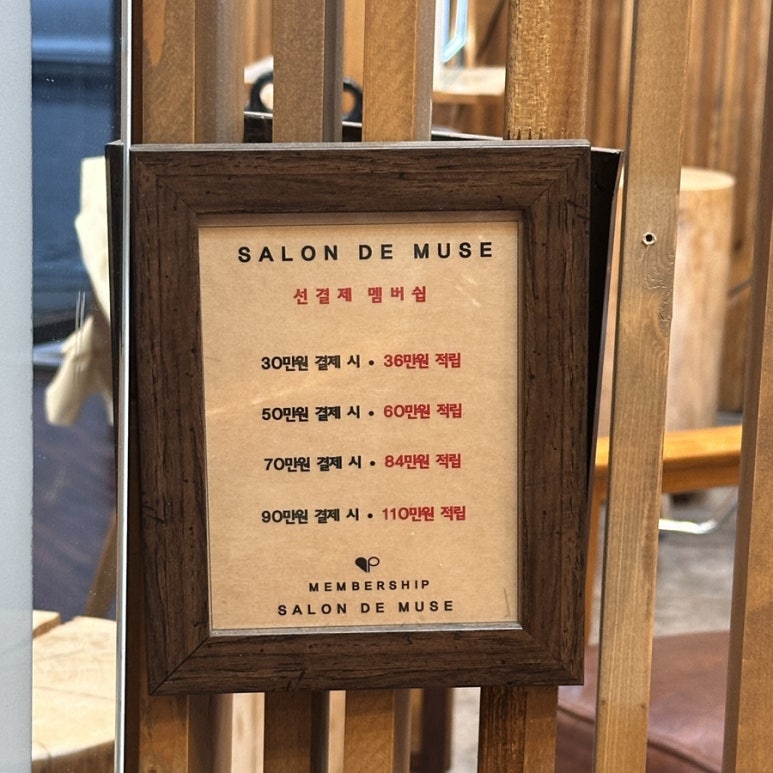 SALON DE MUSE
선결제 멤버쉽
30만원 결제 시 • 36만원 적립
50만원 결제 시 • 60만원 적립
70만원 결제 시 • 84만원 적립
90만원 결제 시 • 110만원 적립
MEMBERSHIP
SALON DE MUSE